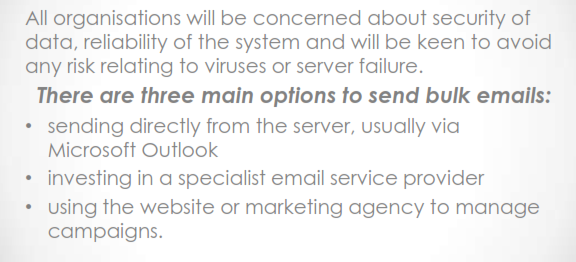 All organisations will be concerned about security of
data, reliability of the system and will be keen to avoid
any risk relating to viruses or server failure.
There are three main options to send bulk emails:
• sending directly from the server, usually via
Microsoft Outlook
• investing in a specialist email service provider
• using the website or marketing agency to manage
campaigns.